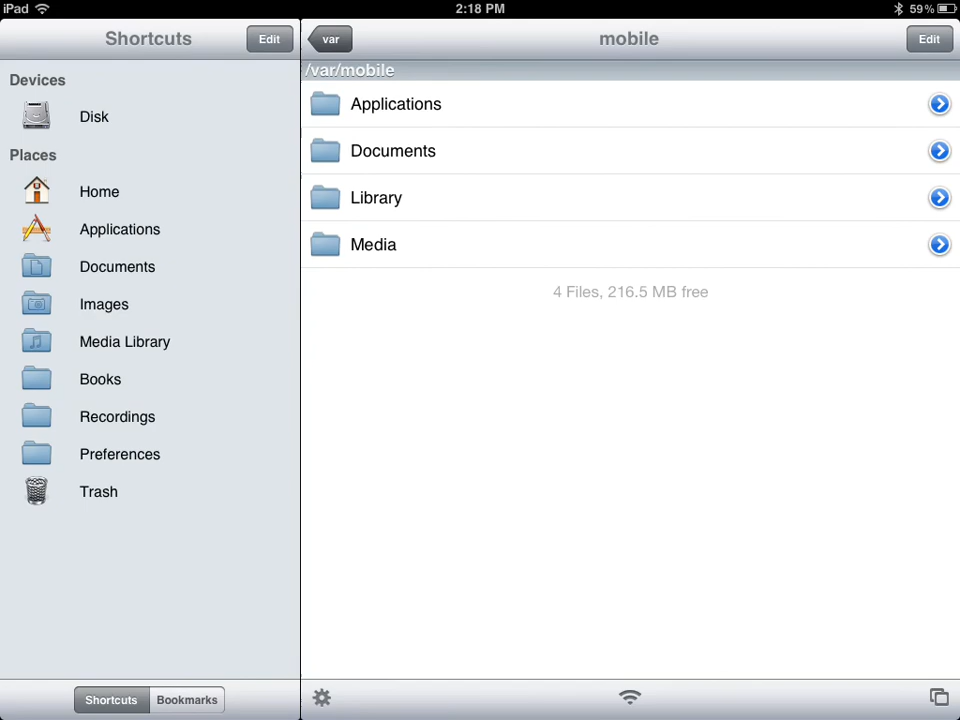 iPad
2:18 PM
59%
Shortcuts
Edit
Devices
Disk
Places
Home
Applications
Documents
Images
Media Library
Books
Recordings
Preferences
Trash
Shortcuts
Bookmarks
var
mobile
Edit
/var/mobile
Applications
Documents
Library
Media
4 Files, 216.5 MB free